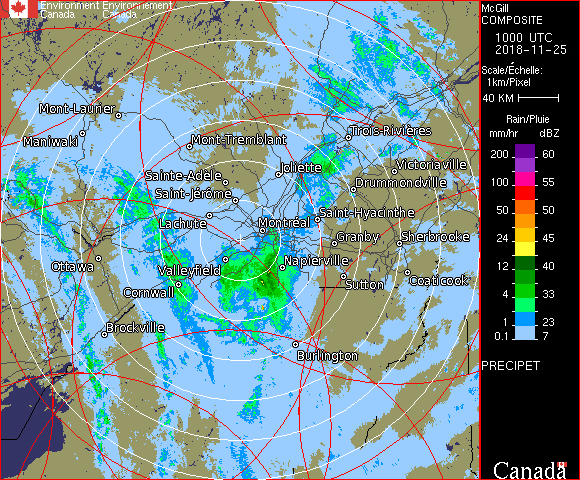 Environment Environnement
Canada Canada
McGill
COMPOSITE
1000 UTC
2018-11-25
Scale/Échelle:
1km/Pixel
40 KM
Rain/Pluie
mm/hr dBZ
200 60
100 55
50 50
24 45
12 40
4 33
1 23
0.1 7
PRECIPET
Canada
Mont-Laurier
Maniwaki
Mont-Tremblant
Trois-Rivières
Joliette
Victoriaville
Sainte-Adèle
Drummondville
Saint-Jérôme
Lachute
Saint-Hyacinthe
Montréal
Granby
Sherbrooke
Ottawa
Valleyfield
Napierville
Cornwall
Sutton
Coaticook
Brockville
Burlington